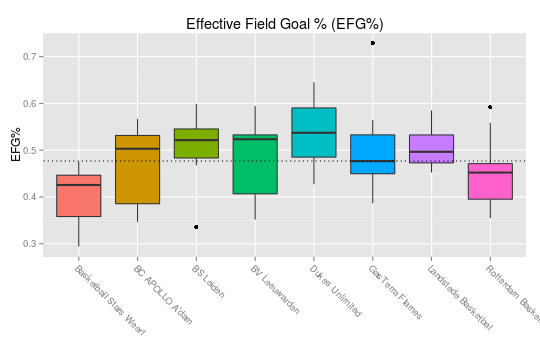 Effective Field Goal % (EFG%)
EFG%
0.7
0.6
0.5
0.4
0.3
Basketball Stars Weert
BC APOLLO A'dam
BS Leiden
BV Leeuwarden
Dukes Unlimited
GasTerra Flames
Landstede Basketbal
Rotterdam Baske